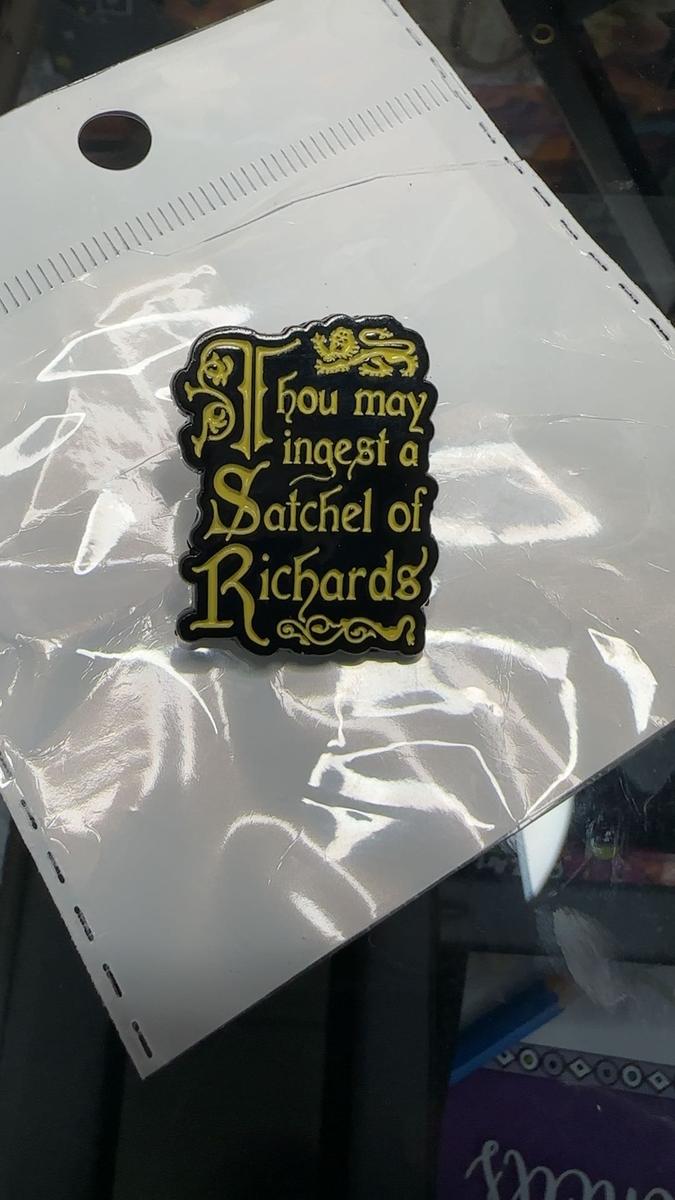 Thou may
ingest a
Satchel of
Richards